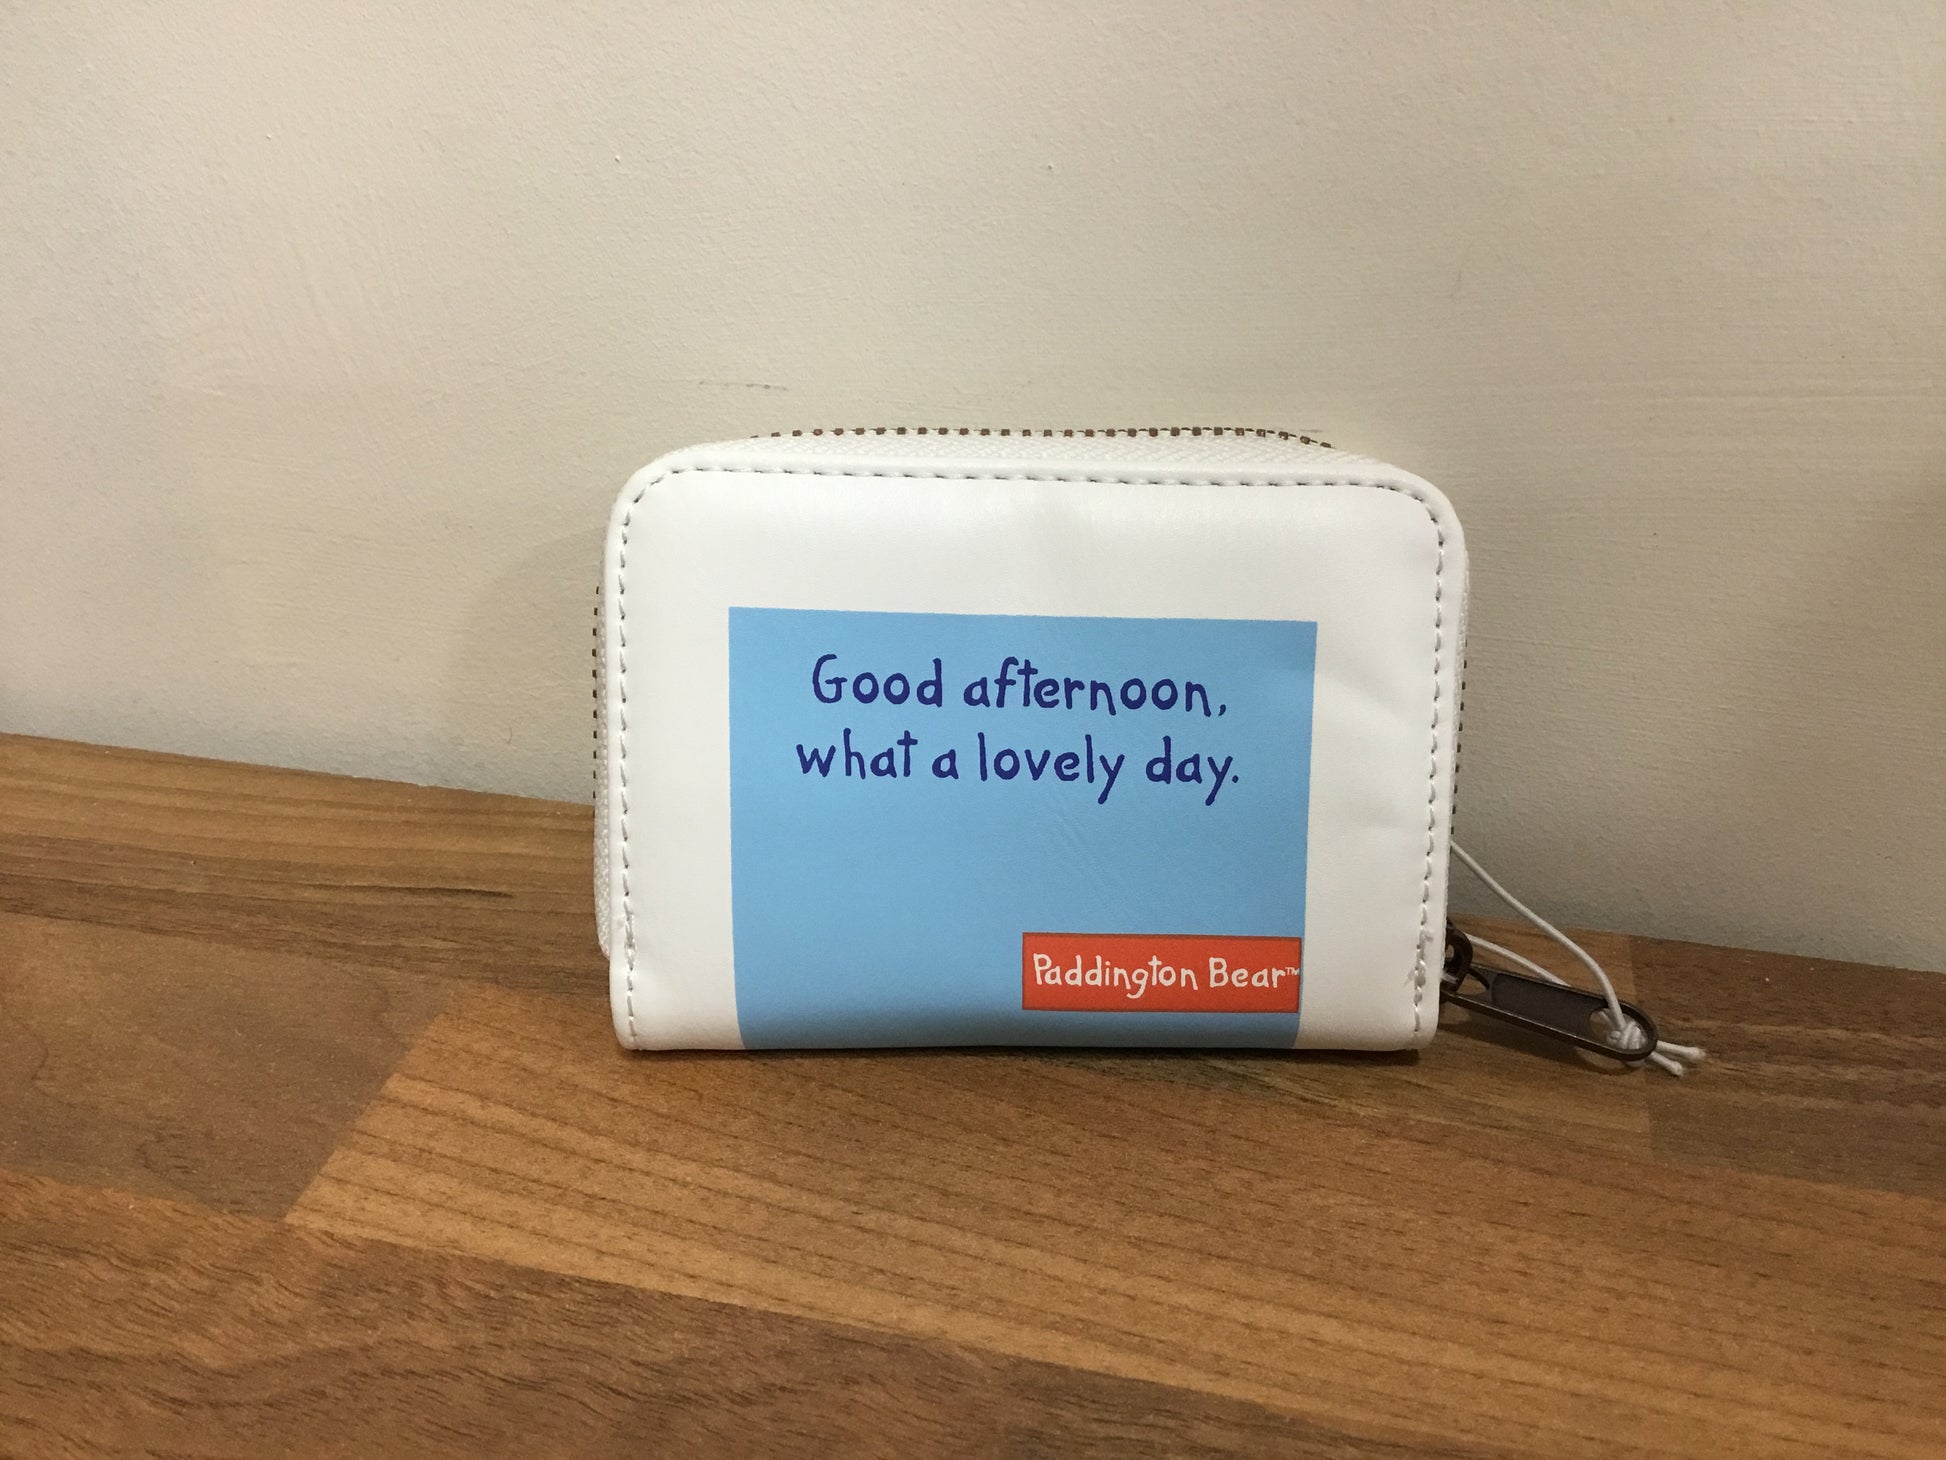 Good afternoon,
what a lovely day.
Paddington Bear™